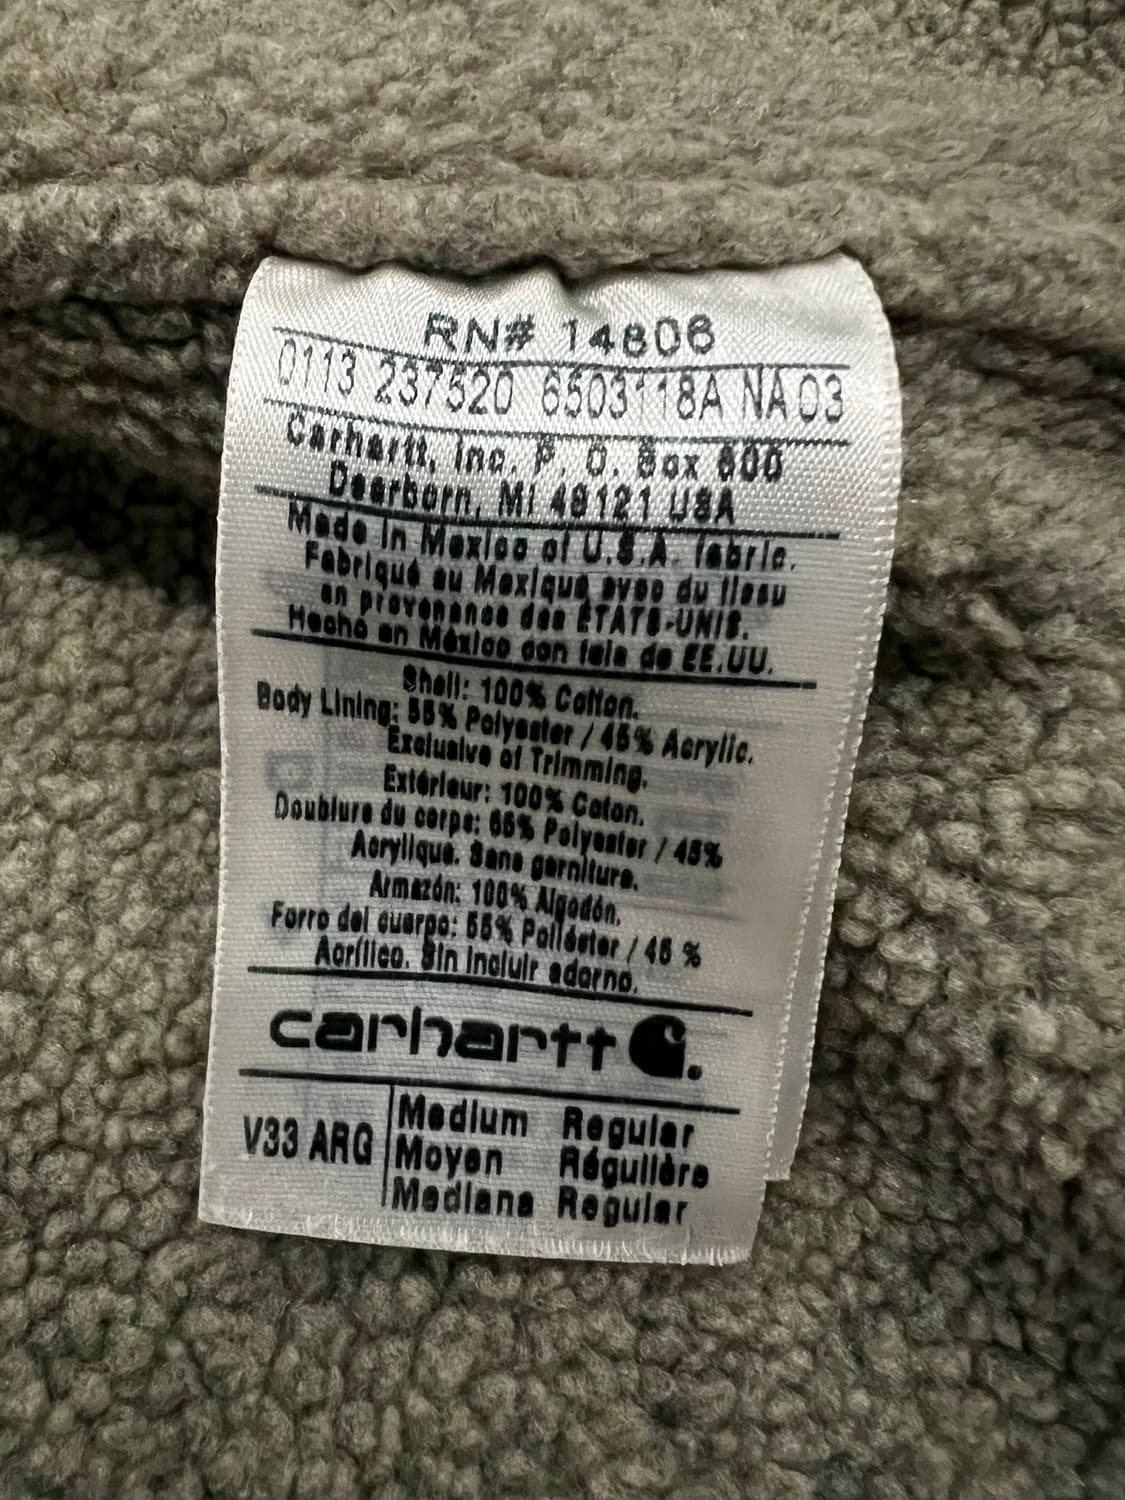 RN# 14806
0113 237520 6503118A NA 03
Carhartt, Inc. P. O. Box 600
Dearborn, MI 48121 USA
Made in Mexico of U.S.A. fabric.
Fabriqué au Mexique avec du tissu
en provenance des ÉTATS-UNIS.
Hecho en México con tela de EE.UU.
Shell: 100% Cotton.
Body Lining: 55% Polyester / 45% Acrylic.
Exclusive of Trimming.
Extérieur: 100% Coton.
Doublure du corps: 55% Polyester / 45%
Acrylique. Sans garniture.
Armazón: 100% Algodón.
Forro del cuerpo: 55% Poliéster / 45 %
Acrílico. Sin incluir adorno.
carhartt
V33 ARG
Medium Regular
Moyen Régulière
Mediana Regular